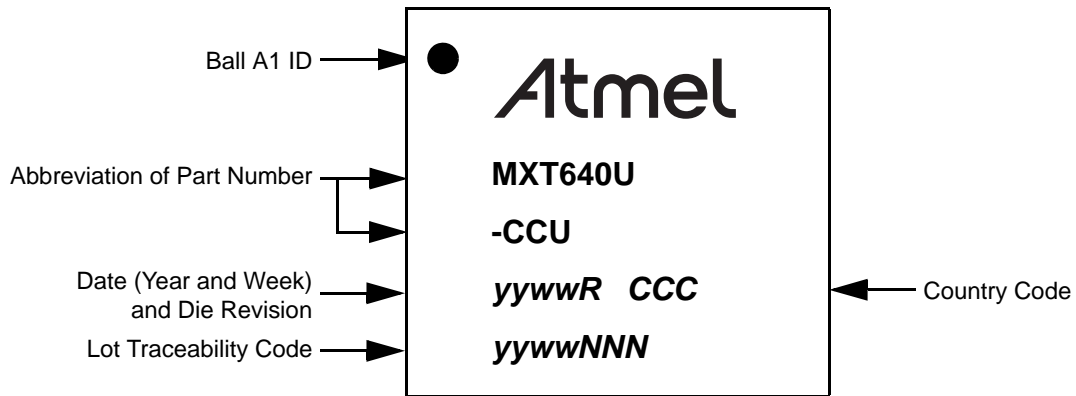 Ball A1 ID
Atmel
Abbreviation of Part Number
MXT640U
-CCU
Date (Year and Week)
and Die Revision
yywwR CCC
Country Code
Lot Traceability Code
yywwNNN